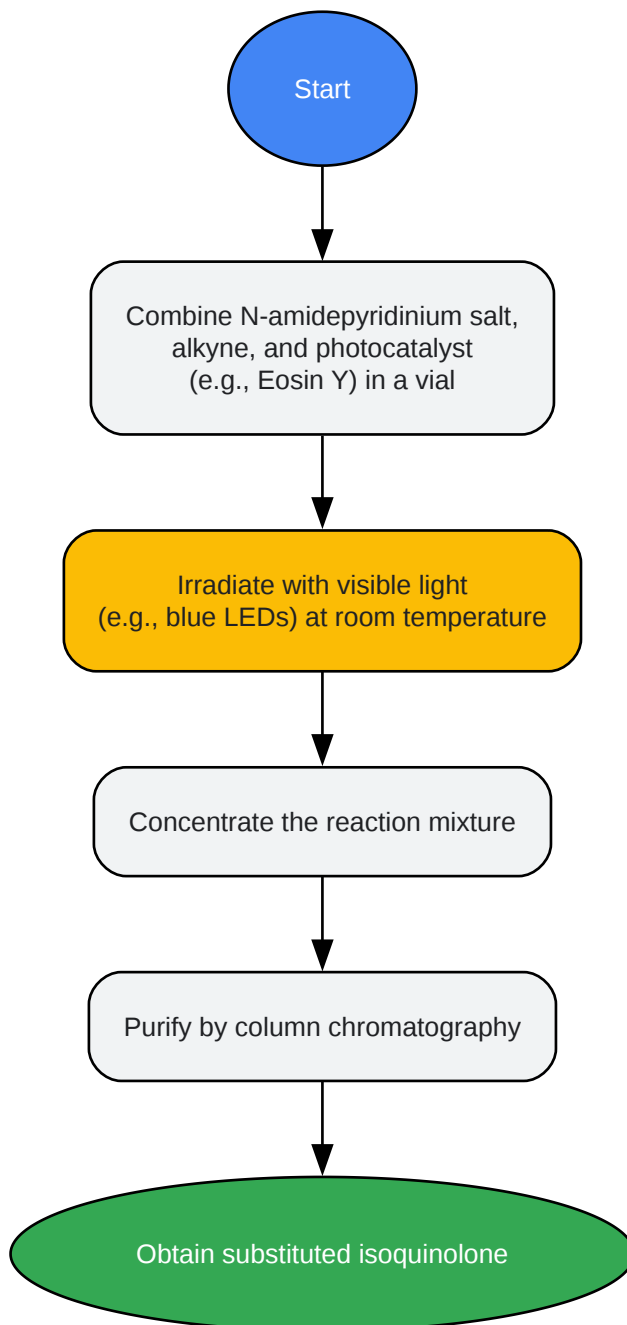 Start
Combine N-amidepyridinium salt,
alkyne, and photocatalyst
(e.g., Eosin Y) in a vial
Irradiate with visible light
(e.g., blue LEDs) at room temperature
Concentrate the reaction mixture
Purify by column chromatography
Obtain substituted isoquinolone